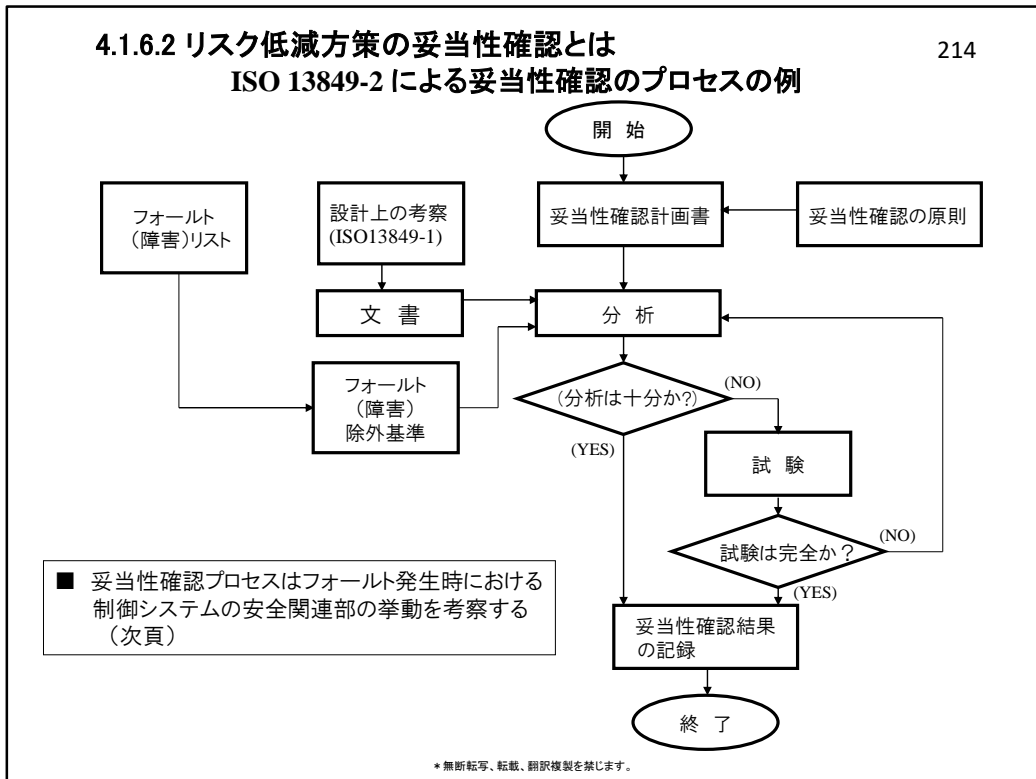 4.1.6.2 リスク低減方策の妥当性確認とは
214
ISO 13849-2 による妥当性確認のプロセスの例
開 始
フォールト
(障害)リスト
設計上の考察
(ISO13849-1)
妥当性確認計画書
妥当性確認の原則
文 書
分 析
フォールト
(障害)
除外基準
(分析は十分か?)
(NO)
(YES)
試 験
試験は完全か?
(NO)
(YES)
■ 妥当性確認プロセスはフォールト発生時における
制御システムの安全関連部の挙動を考察する
(次頁)
妥当性確認結果
の記録
終 了
*無断転写、転載、翻訳複製を禁じます。